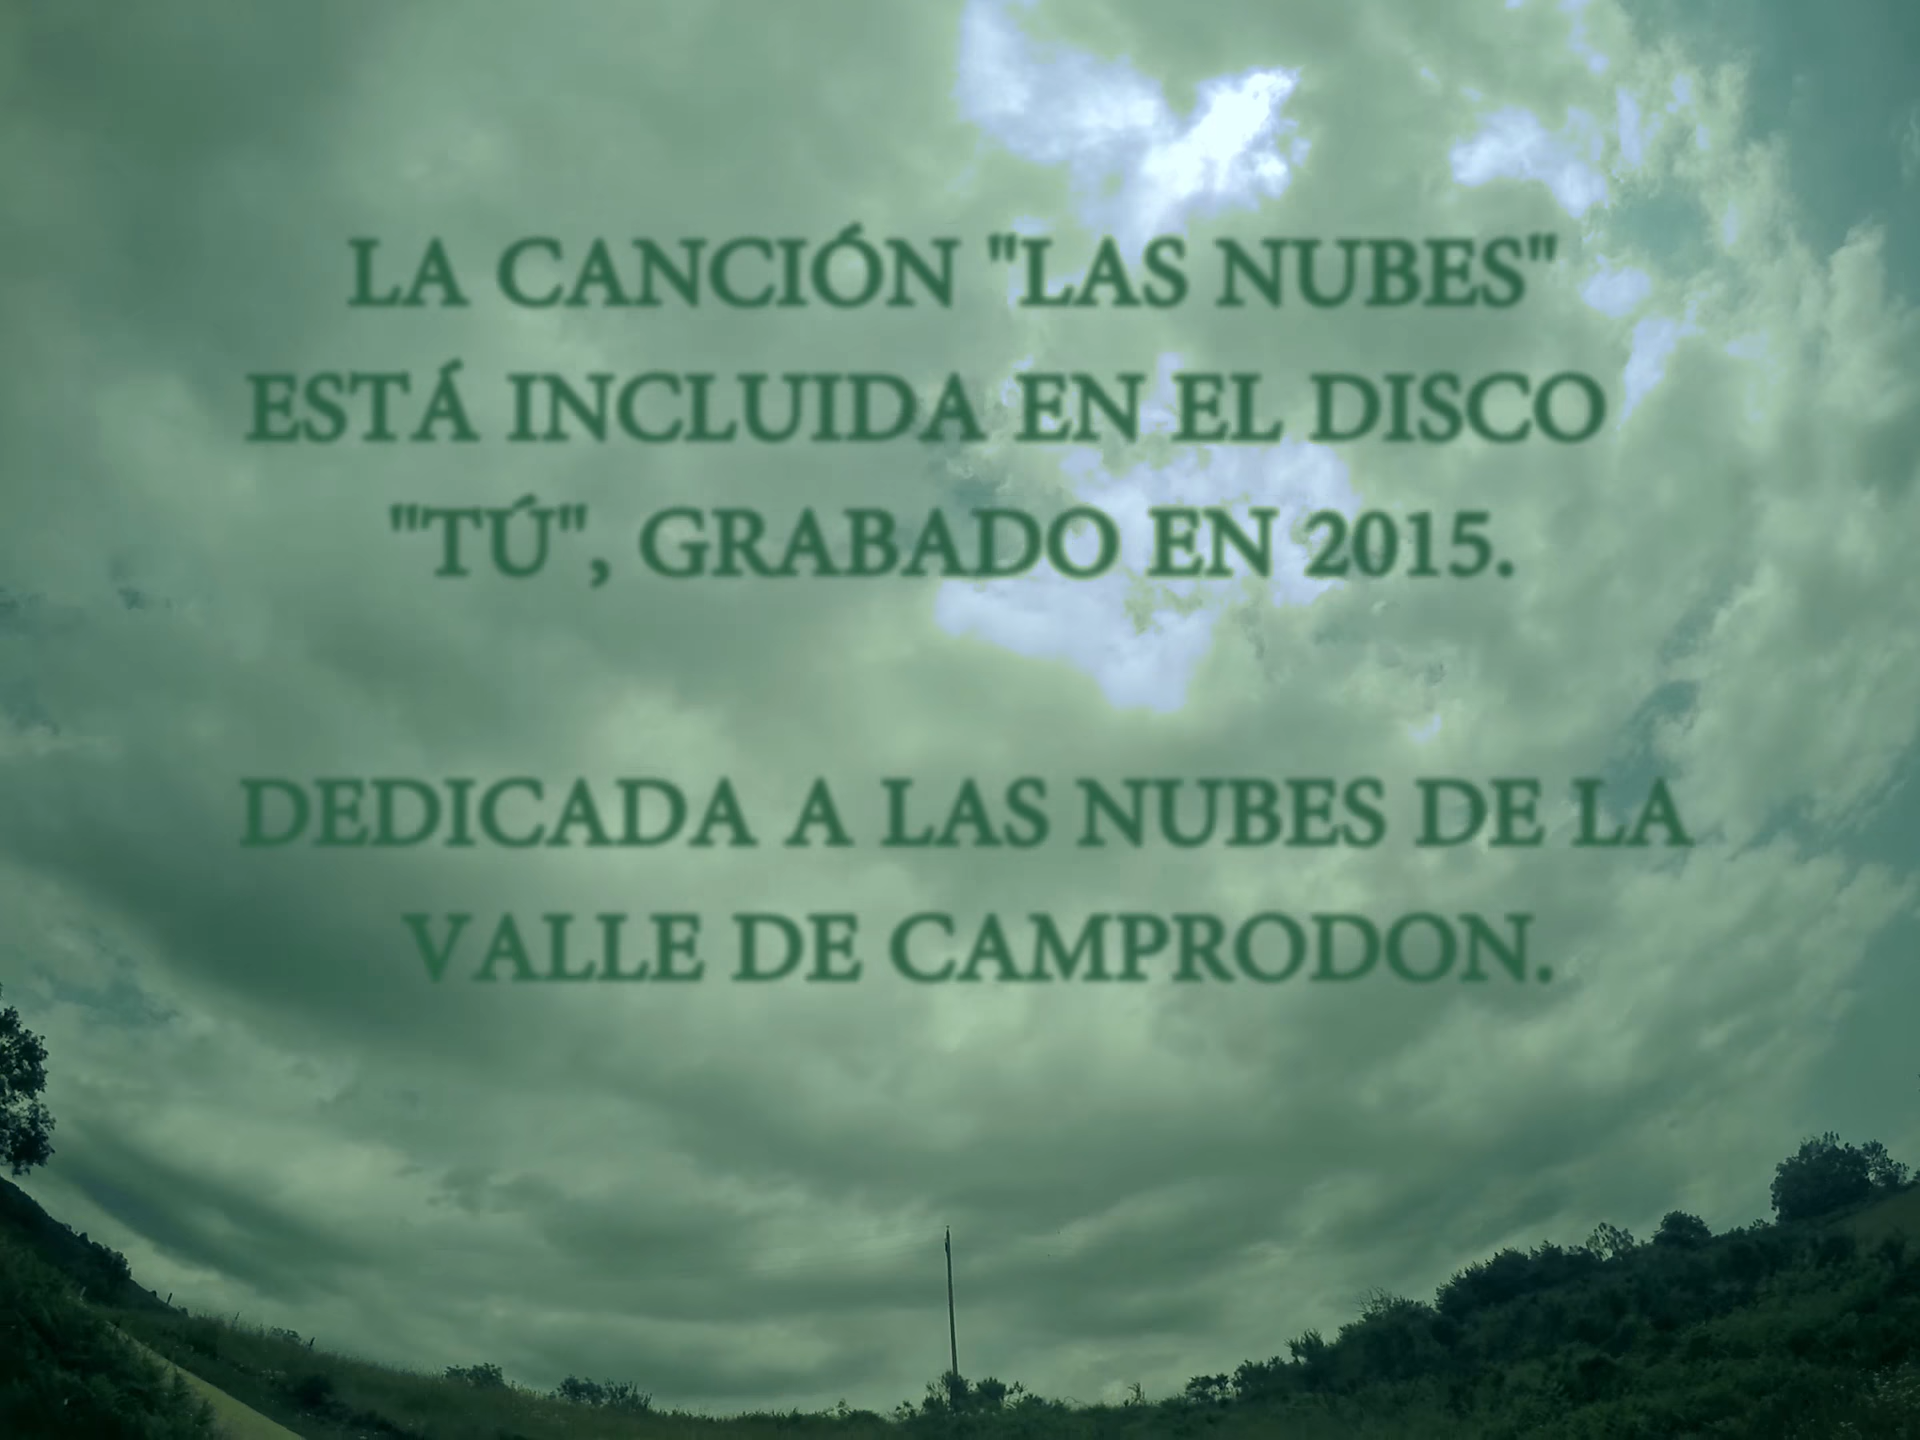 LA CANCIÓN "LAS NUBES"
ESTÁ INCLUIDA EN EL DISCO
"TÚ", GRABADO EN 2015.
DEDICADA A LAS NUBES DE LA
VALLE DE CAMPRODON.